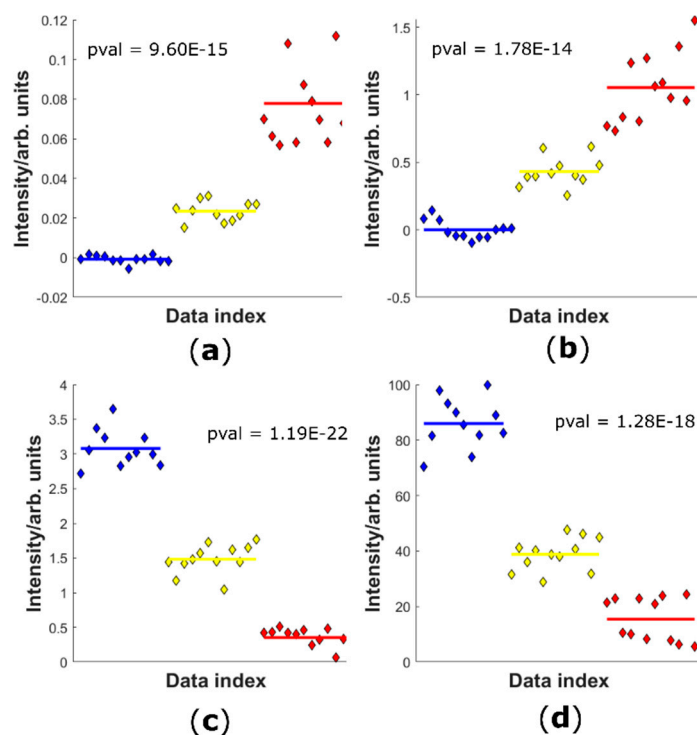 0.12
0.1
0.08
0.06
0.04
0.02
0
-0.02
Intensity/arb. units
pval = 9.60E-15
Data index
(a)
1.5
1
0.5
0
-0.5
Intensity/arb. units
pval = 1.78E-14
Data index
(b)
4
3.5
3
2.5
2
1.5
1
0.5
0
Intensity/arb. units
pval = 1.19E-22
Data index
(c)
100
80
60
40
20
0
Intensity/arb. units
pval = 1.28E-18
Data index
(d)